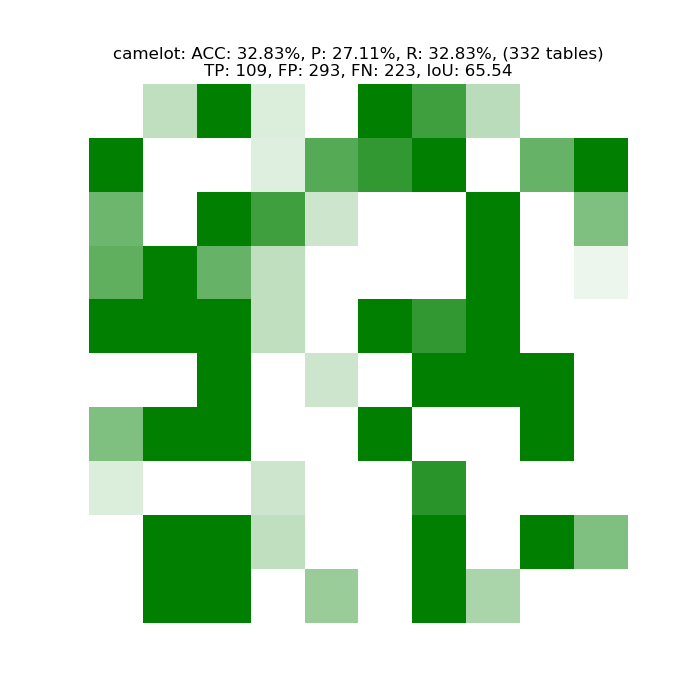 camelot: ACC: 32.83%, P: 27.11%, R: 32.83%, (332 tables)
TP: 109, FP: 293, FN: 223, IoU: 65.54